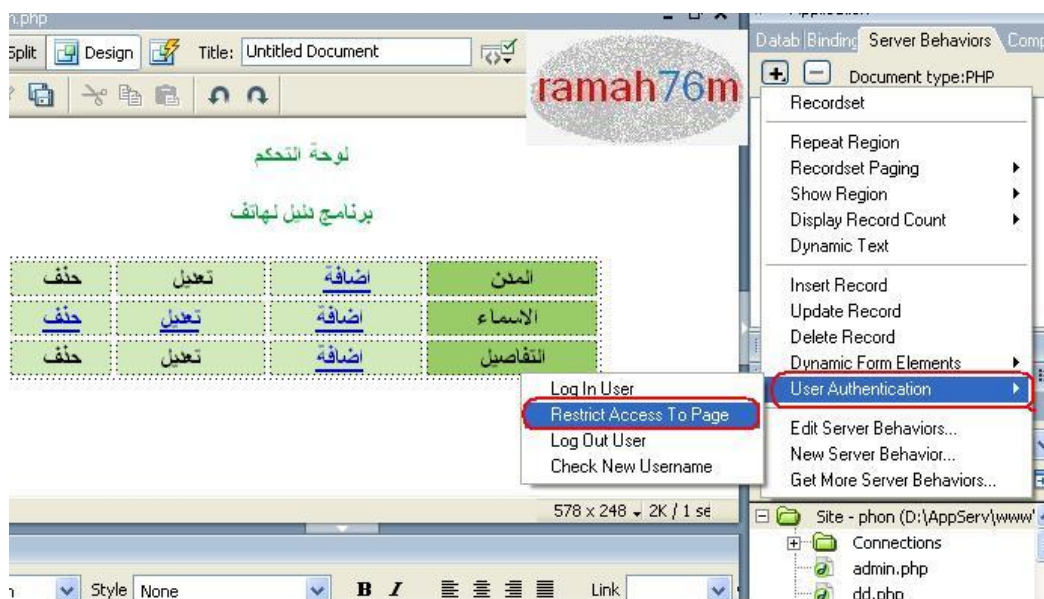 n.php
Split Design Title: Untitled Document
ramah76m
لوحة التحكم
برنامج دليل لهاتف
المدن اضافة تعديل حذف
الاسماء اضافة تعديل حذف
التفاصيل اضافة تعديل حذف
578 x 248 2K / 1 se
Style None B I Link
Databa Binding Server Behaviors Comp
Document type:PHP
Recordset
Repeat Region
Recordset Paging
Show Region
Display Record Count
Dynamic Text
Insert Record
Update Record
Delete Record
Dynamic Form Elements
User Authentication
Edit Server Behaviors...
New Server Behavior...
Get More Server Behaviors...
Log In User
Restrict Access To Page
Log Out User
Check New Username
Site - phon (D:\AppServ\www'
Connections
admin.php
dd.php